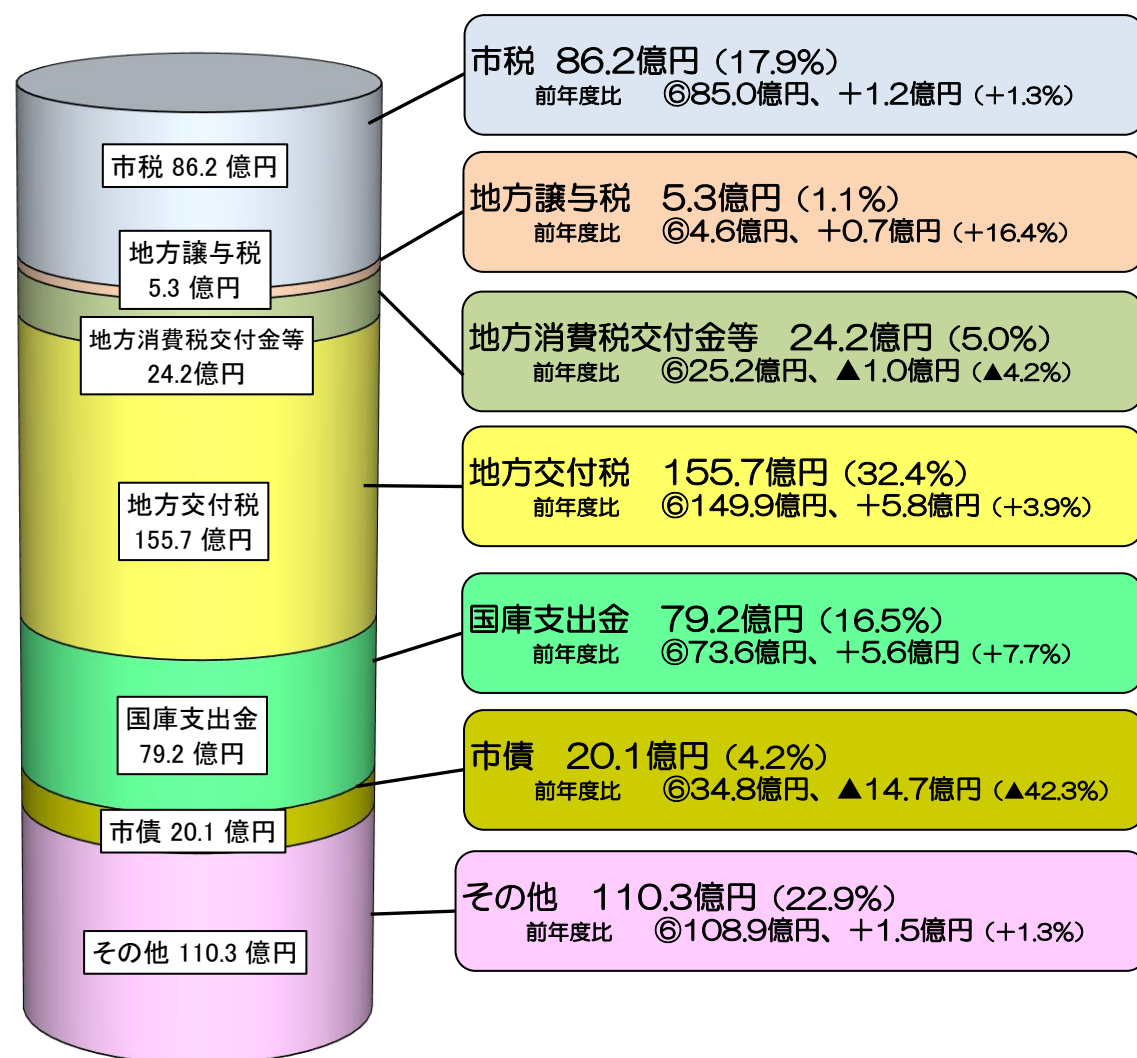 市税 86.2億円（17.9%）
前年度比 ⑥85.0億円、＋1.2億円（+1.3%）
市税 86.2 億円
地方譲与税 5.3億円（1.1%）
前年度比 ⑥4.6億円、＋0.7億円（+16.4%）
地方譲与税
5.3 億円
地方消費税交付金等 24.2億円（5.0%）
前年度比 ⑥25.2億円、▲1.0億円（▲4.2%）
地方消費税交付金等
24.2億円
地方交付税 155.7億円（32.4%）
前年度比 ⑥149.9億円、＋5.8億円（+3.9%）
地方交付税
155.7 億円
国庫支出金 79.2億円（16.5%）
前年度比 ⑥73.6億円、＋5.6億円（+7.7%）
国庫支出金
79.2 億円
市債 20.1億円（4.2%）
前年度比 ⑥34.8億円、▲14.7億円（▲42.3%）
市債 20.1 億円
その他 110.3億円（22.9%）
前年度比 ⑥108.9億円、＋1.5億円（+1.3%）
その他 110.3 億円